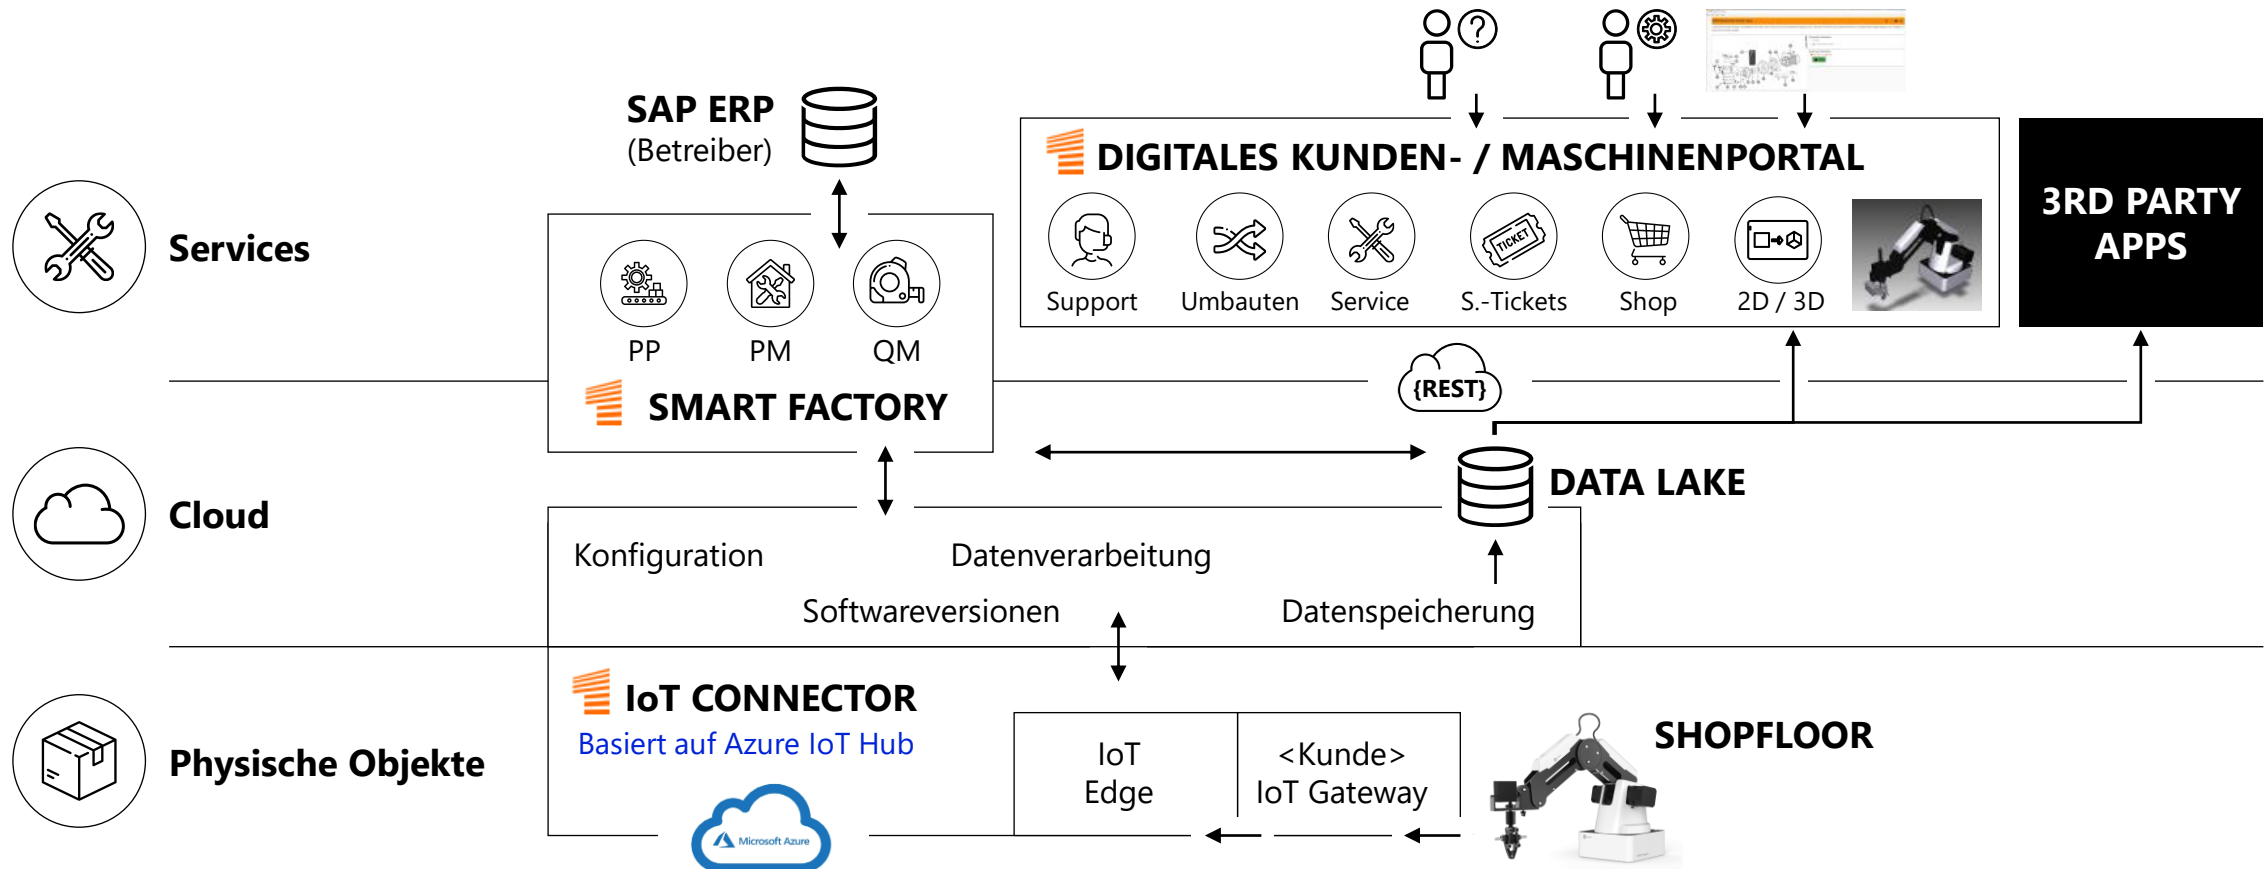 SAP ERP
(Betreiber)
DIGITALES KUNDEN- / MASCHINENPORTAL
Support
Umbauten
Service
TICKET
S.-Tickets
Shop
2D / 3D
3RD PARTY
APPS
Services
PP
PM
QM
SMART FACTORY
{REST}
DATA LAKE
Cloud
Konfiguration
Datenverarbeitung
Softwareversionen
Datenspeicherung
IoT CONNECTOR
Basiert auf Azure IoT Hub
Microsoft Azure
Physische Objekte
IoT
Edge
<Kunde>
IoT Gateway
SHOPFLOOR